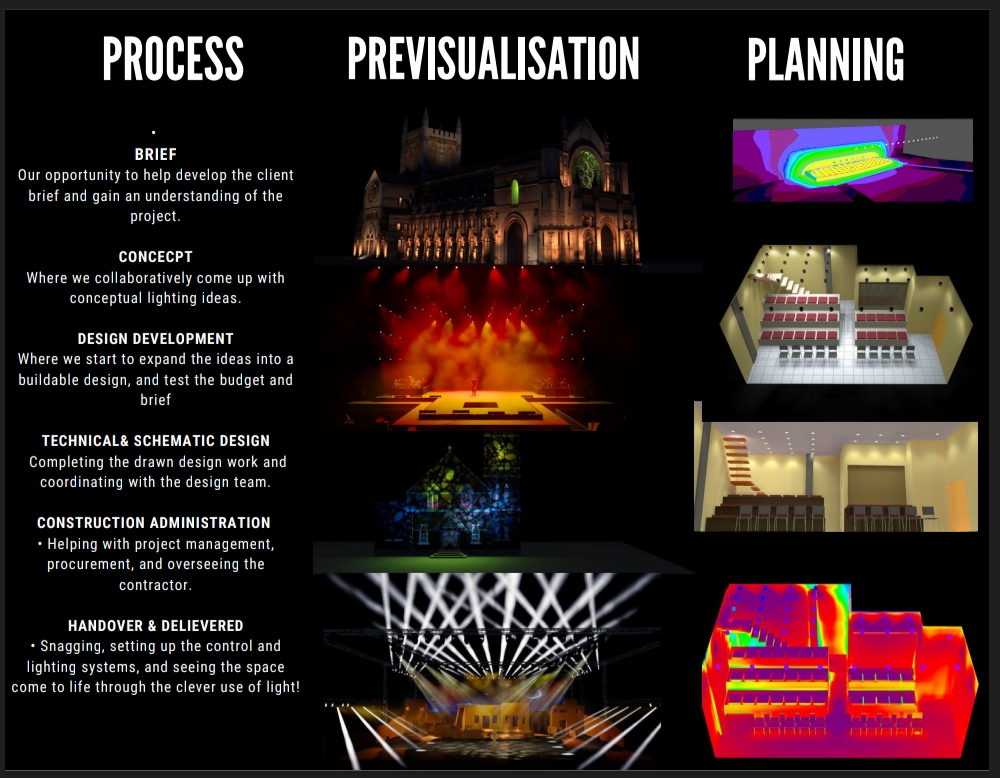 PROCESS
PREVISUALISATION
PLANNING
•
BRIEF
Our opportunity to help develop the client
brief and gain an understanding of the
project.
CONCECPT
Where we collaboratively come up with
conceptual lighting ideas.
DESIGN DEVELOPMENT
Where we start to expand the ideas into a
buildable design, and test the budget and
brief
TECHNICAL& SCHEMATIC DESIGN
Completing the drawn design work and
coordinating with the design team.
CONSTRUCTION ADMINISTRATION
• Helping with project management,
procurement, and overseeing the
contractor.
HANDOVER & DELIEVERED
• Snagging, setting up the control and
lighting systems, and seeing the space
come to life through the clever use of light!